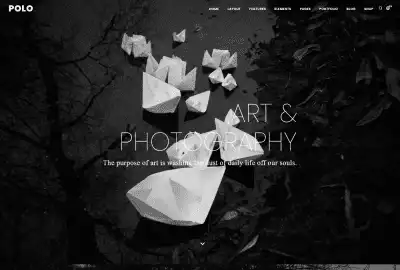 POLO
HOME LAYOUT FEATURES ELEMENTS PAGES PORTFOLIO BLOG SHOP
ART &
PHOTOGRAPHY
The purpose of art is washing the dust of daily life off our souls.